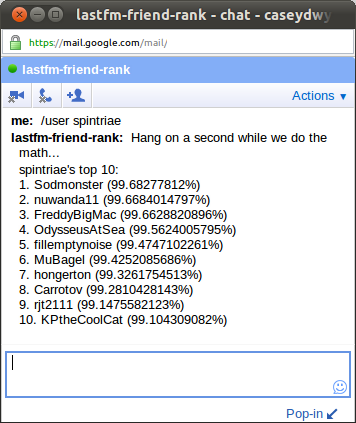 lastfm-friend-rank - chat - caseydwy
https://mail.google.com/mail/
lastfm-friend-rank
Actions
me: /user spintriae
lastfm-friend-rank: Hang on a second while we do the
math...
spintriae's top 10:
1. Sodmonster (99.68277812%)
2. nuwanda11 (99.6684014797%)
3. FreddyBigMac (99.6628820896%)
4. OdysseusAtSea (99.5624005795%)
5. fillemptynoise (99.4747102261%)
6. MuBagel (99.4252085686%)
7. hongerton (99.3261754513%)
8. Carrotov (99.2810428143%)
9. rjt2111 (99.1475582123%)
10. KPtheCoolCat (99.104309082%)
Pop-in